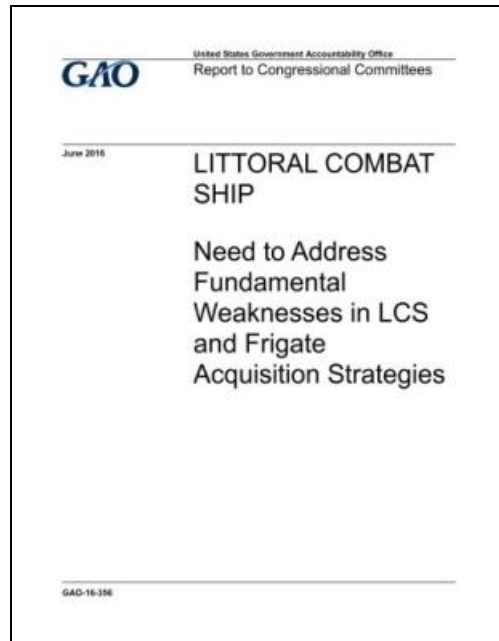 United States Government Accountability Office
GAO
Report to Congressional Committees
June 2016
LITTORAL COMBAT
SHIP
Need to Address
Fundamental
Weaknesses in LCS
and Frigate
Acquisition Strategies
GAO-16-356